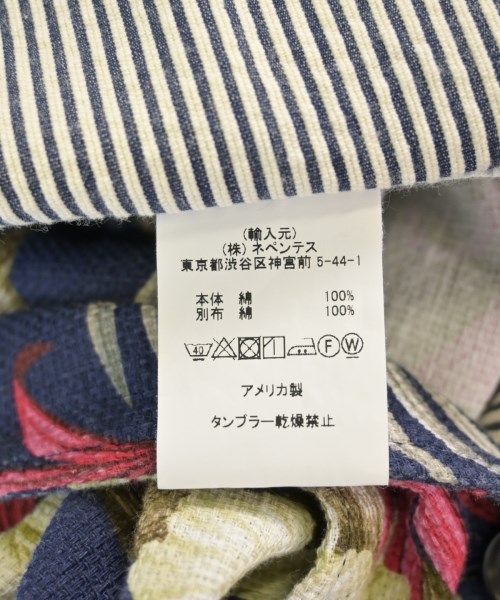 (輸入元)
(株) ネペンテス
東京都渋谷区神宮前 5-44-1
本体 綿 100%
別布 綿 100%
40 F W
アメリカ製
タンブラー乾燥禁止